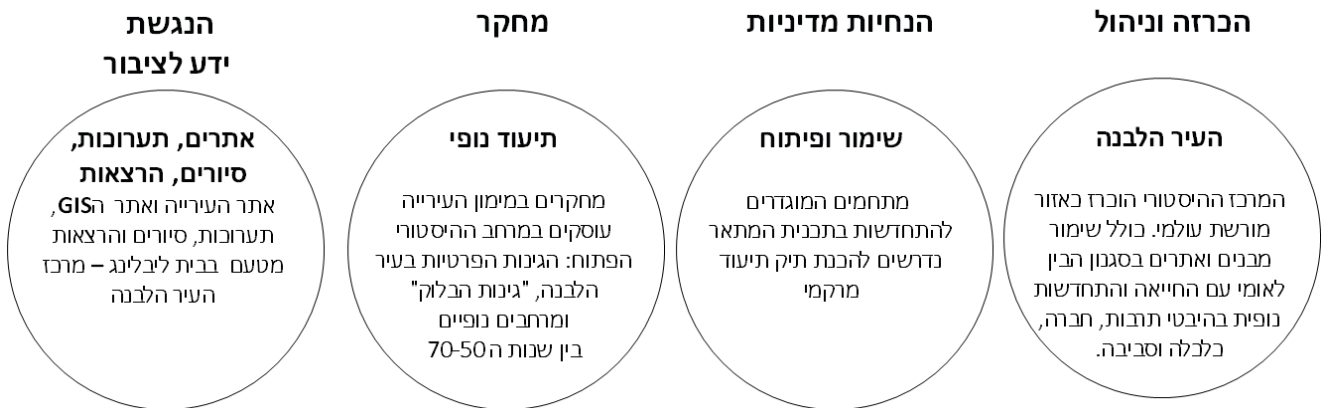 הכרזה וניהול
העיר הלבנה
המרכז ההיסטורי הוכרז כאזור
מורשת עולמי. כולל שימור
מבנים ואתרים בסגנון הבין
לאומי עם החייאה והתחדשות
נופית בהיבטי תרבות, חברה,
כלכלה וסביבה.
הנחיות מדיניות
שימור ופיתוח
מתחמים המוגדרים
להתחדשות בתכנית המתאר
נדרשים להכנת תיק תיעוד
מרקמי
מחקר
תיעוד נופי
מחקרים במימון העירייה
עוסקים במרחב ההיסטורי
הפתוח: הגינות הפרטיות בעיר
הלבנה, "גינות הבלוק"
ומרחבים נופיים
בין שנות ה 70-50
הנגשת
ידע לציבור
אתרים, תערוכות,
סיורים, הרצאות
אתר העירייה ואתר הGIS,
תערוכות, סיורים והרצאות
מטעם בבית ליבלינג – מרכז
העיר הלבנה